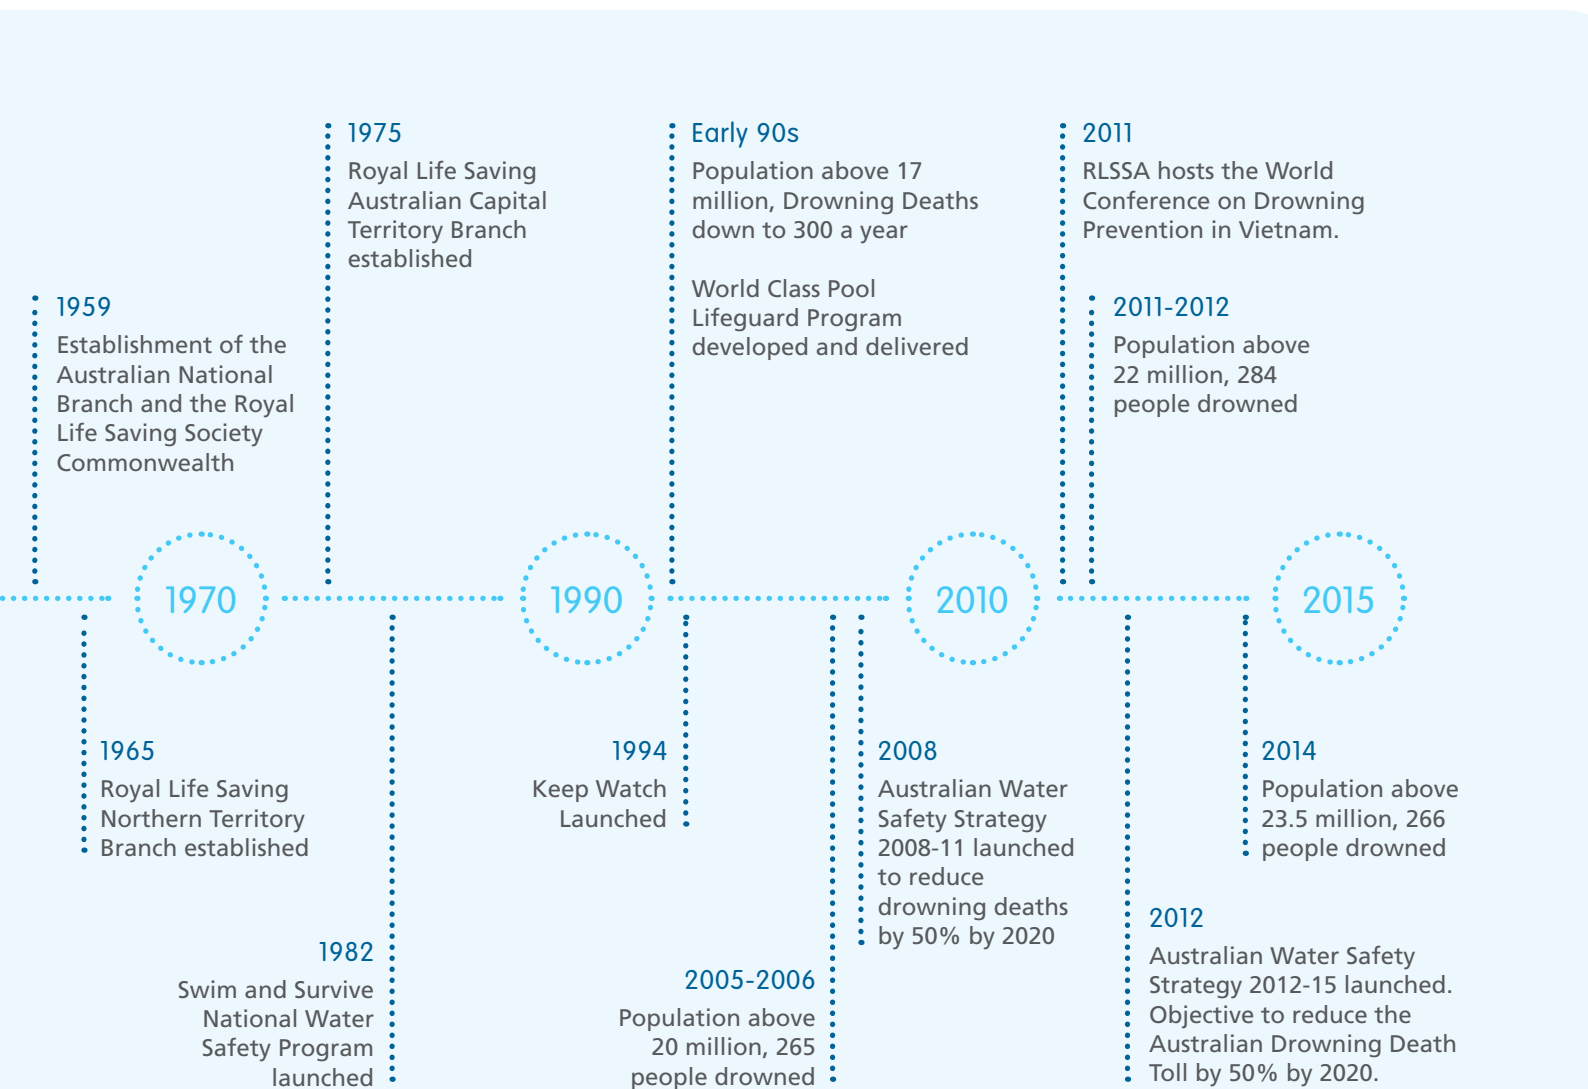 1975
Royal Life Saving
Australian Capital
Territory Branch
established
Early 90s
Population above 17
million, Drowning Deaths
down to 300 a year
World Class Pool
Lifeguard Program
developed and delivered
2011
RLSSA hosts the World
Conference on Drowning
Prevention in Vietnam.
1959
Establishment of the
Australian National
Branch and the Royal
Life Saving Society
Commonwealth
2011-2012
Population above
22 million, 284
people drowned
1970
1990
2010
2015
1965
Royal Life Saving
Northern Territory
Branch established
1994
Keep Watch
Launched
2008
Australian Water
Safety Strategy
2008-11 launched
to reduce
drowning deaths
by 50% by 2020
2014
Population above
23.5 million, 266
people drowned
1982
Swim and Survive
National Water
Safety Program
launched
2005-2006
Population above
20 million, 265
people drowned
2012
Australian Water Safety
Strategy 2012-15 launched.
Objective to reduce the
Australian Drowning Death
Toll by 50% by 2020.